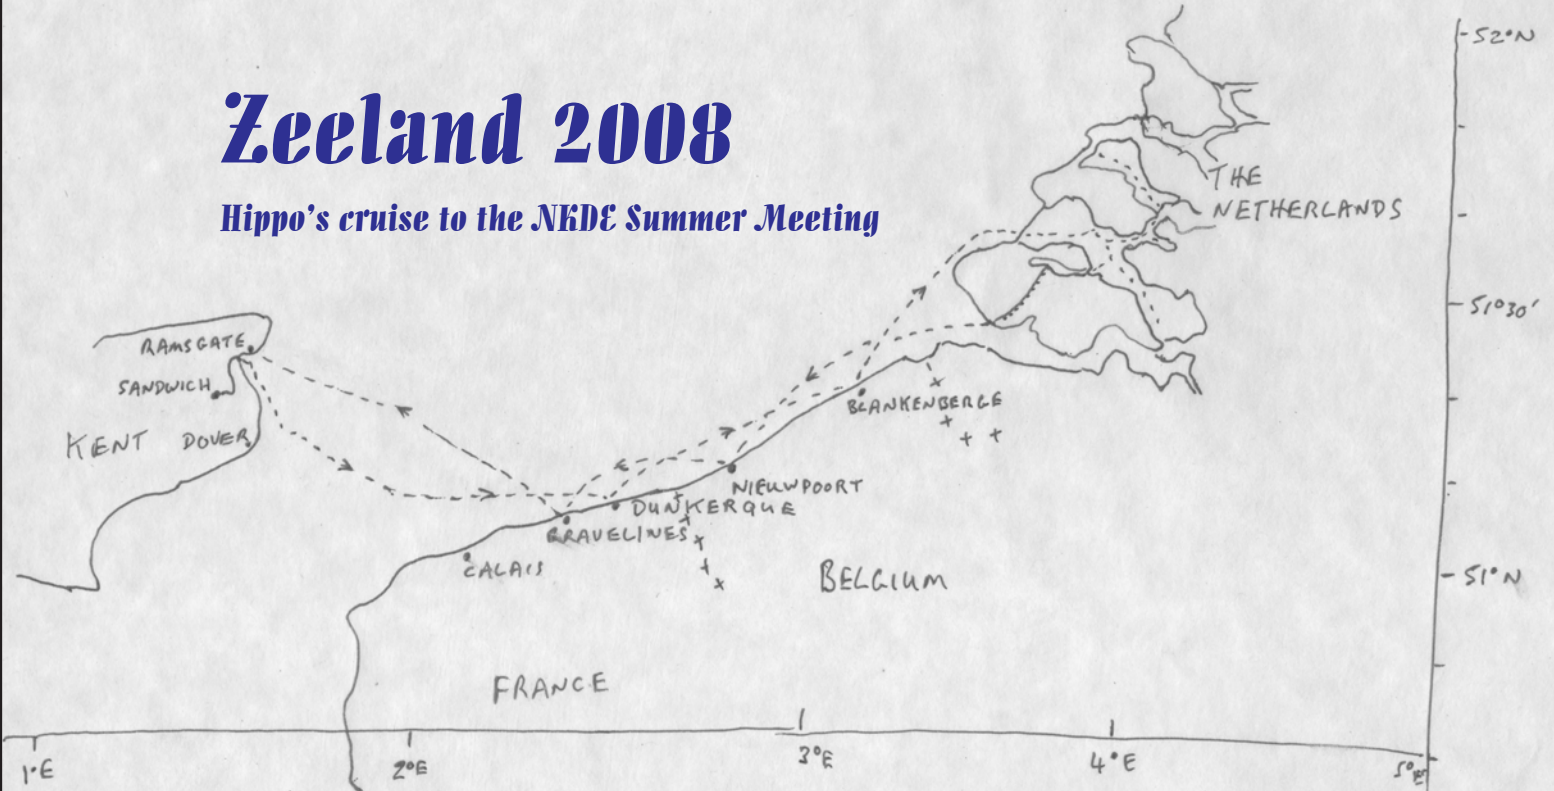 52°N
Zeeland 2008
THE
NETHERLANDS
Hippo's cruise to the NKDE Summer Meeting
51°30'
RAMSGATE
SANDWICH
BLANKENBERGE
KENT DOVER
NIEUWPOORT
DUNKERQUE
GRAVELINES
CALAIS
BELGIUM
51°N
FRANCE
1°E
2°E
3°E
4°E
5°E